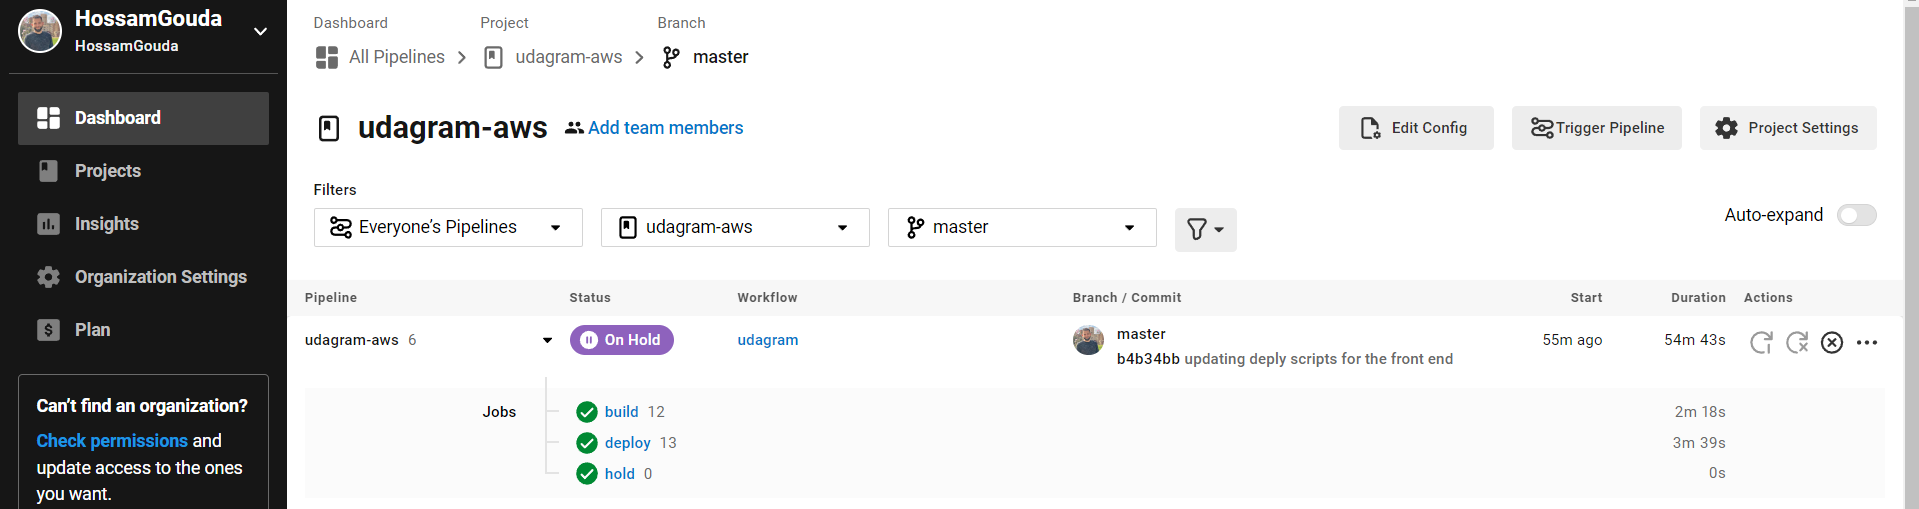 HossamGouda
HossamGouda
Dashboard
Projects
Insights
Organization Settings
Plan
Can't find an organization?
Check permissions and
update access to the ones
you want.
Dashboard Project Branch
All Pipelines udagram-aws master
udagram-aws Add team members
Edit Config Trigger Pipeline Project Settings
Filters
Everyone's Pipelines udagram-aws master
Auto-expand
Pipeline Status Workflow Branch / Commit Start Duration Actions
udagram-aws 6 On Hold udagram master 55m ago 54m 43s
b4b34bb updating deply scripts for the front end
Jobs build 12 2m 18s
deploy 13 3m 39s
hold 0 0s